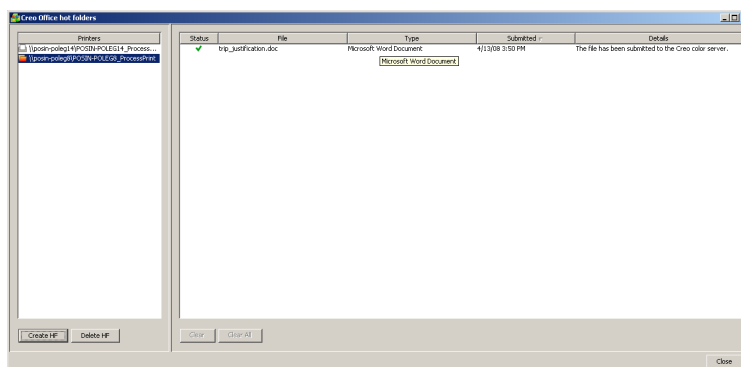 Creo Office hot folders
Printers
\\posin-poleg14\POSIN-POLEG14_Process...
\\posin-poleg8\POSIN-POLEG8_ProcessPrint
Status File Type Submitted Details
trip_justification.doc Microsoft Word Document 4/13/08 3:50 PM The file has been submitted to the Creo color server.
Microsoft Word Document
Create HF Delete HF Clear Clear All
Close